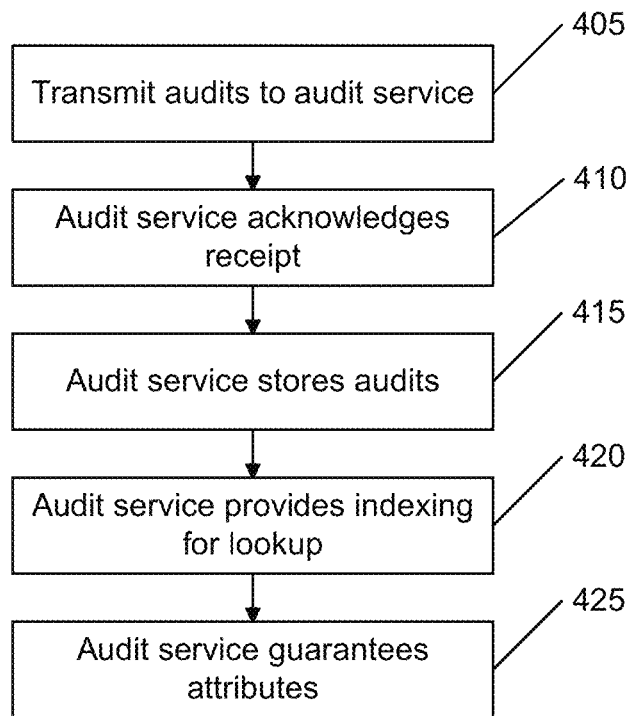 405
Transmit audits to audit service
410
Audit service acknowledges
receipt
415
Audit service stores audits
420
Audit service provides indexing
for lookup
425
Audit service guarantees
attributes